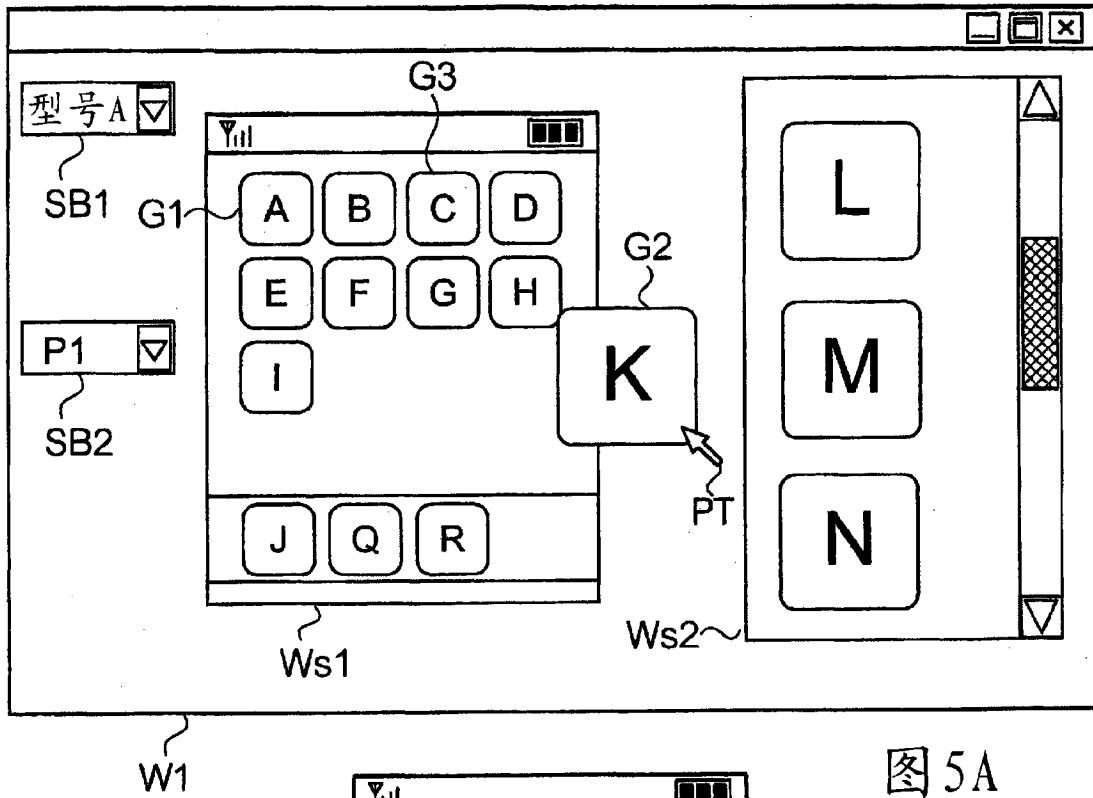 G3
型号A
SB1
G1
A B C D
E F G H
I
G2
K
L
M
N
P1
SB2
PT
J Q R
Ws1
Ws2
W1
图5A